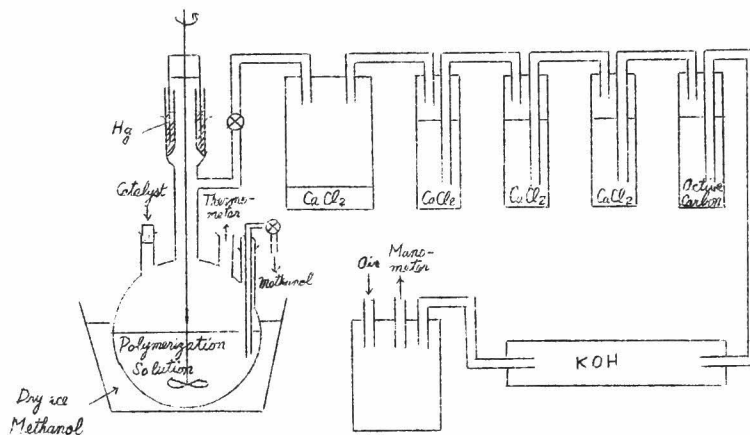 Hg
Catalyst
Thermo-
meter
Methanol
Polymerization
Solution
Dry ice
Methanol
CaCl2
CaCl2
CaCl2
CaCl2
Active
Carbon
Air
Mano-
meter
KOH